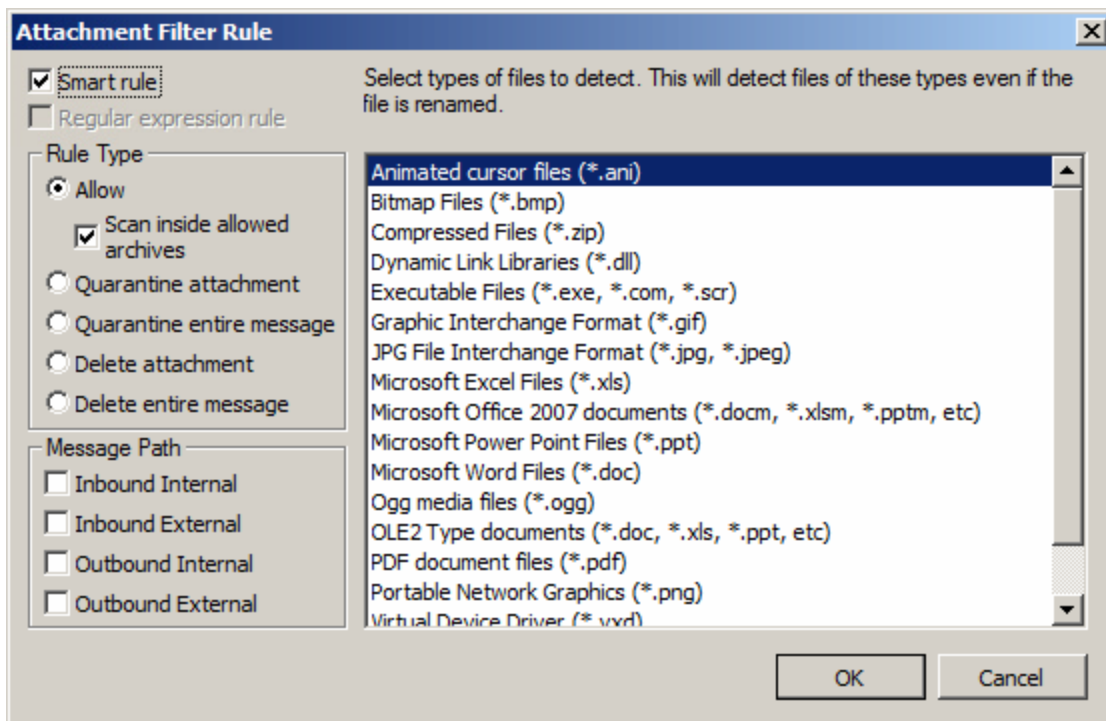 Attachment Filter Rule
Smart rule
Regular expression rule
Select types of files to detect. This will detect files of these types even if the
file is renamed.
Rule Type
Allow
Scan inside allowed
archives
Quarantine attachment
Quarantine entire message
Delete attachment
Delete entire message
Message Path
Inbound Internal
Inbound External
Outbound Internal
Outbound External
Animated cursor files (*.ani)
Bitmap Files (*.bmp)
Compressed Files (*.zip)
Dynamic Link Libraries (*.dll)
Executable Files (*.exe, *.com, *.scr)
Graphic Interchange Format (*.gif)
JPG File Interchange Format (*.jpg, *.jpeg)
Microsoft Excel Files (*.xls)
Microsoft Office 2007 documents (*.docm, *.xlsm, *.pptm, etc)
Microsoft Power Point Files (*.ppt)
Microsoft Word Files (*.doc)
Ogg media files (*.ogg)
OLE2 Type documents (*.doc, *.xls, *.ppt, etc)
PDF document files (*.pdf)
Portable Network Graphics (*.png)
Virtual Device Driver (*.vxd)
OK
Cancel